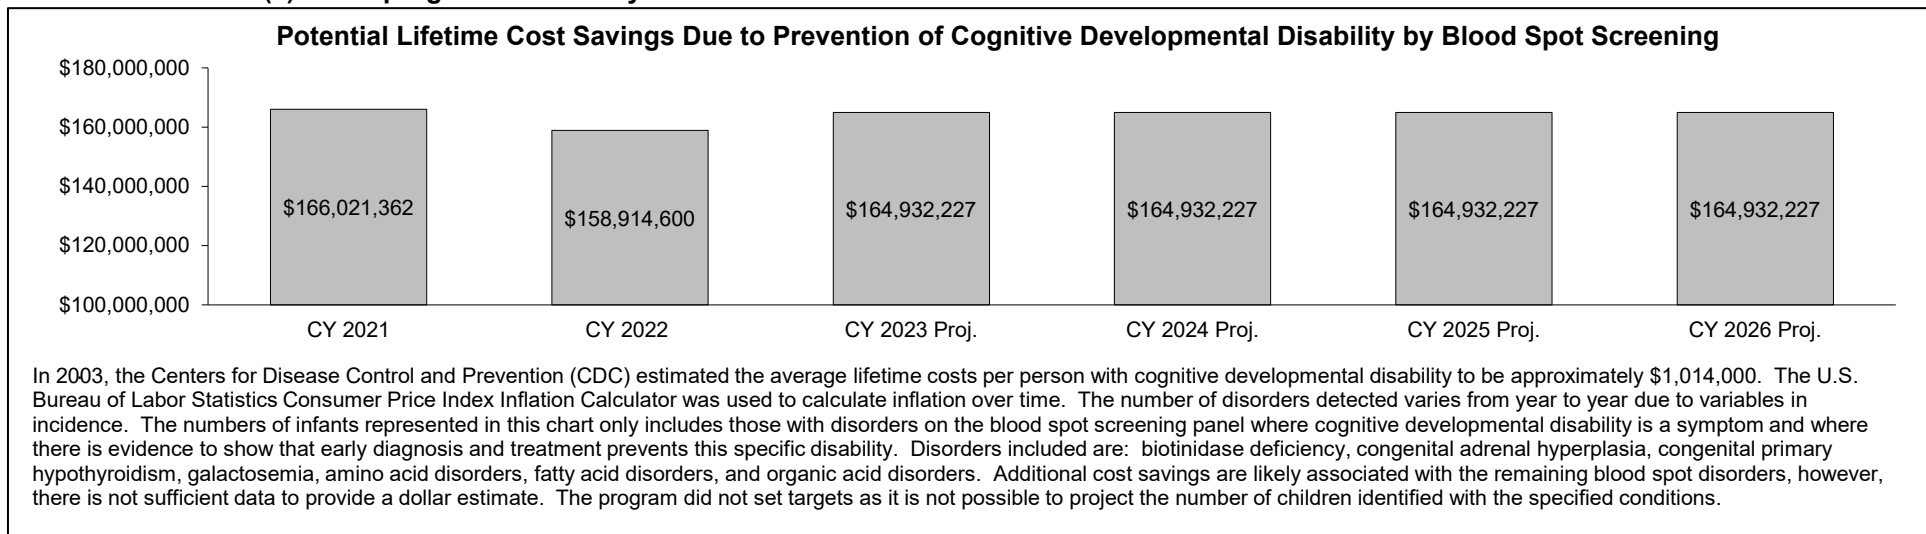 Potential Lifetime Cost Savings Due to Prevention of Cognitive Developmental Disability by Blood Spot Screening
$180,000,000
$160,000,000
$140,000,000
$120,000,000
$100,000,000
$166,021,362
$158,914,600
$164,932,227
$164,932,227
$164,932,227
$164,932,227
CY 2021
CY 2022
CY 2023 Proj.
CY 2024 Proj.
CY 2025 Proj.
CY 2026 Proj.
In 2003, the Centers for Disease Control and Prevention (CDC) estimated the average lifetime costs per person with cognitive developmental disability to be approximately $1,014,000. The U.S.
Bureau of Labor Statistics Consumer Price Index Inflation Calculator was used to calculate inflation over time. The number of disorders detected varies from year to year due to variables in
incidence. The numbers of infants represented in this chart only includes those with disorders on the blood spot screening panel where cognitive developmental disability is a symptom and where
there is evidence to show that early diagnosis and treatment prevents this specific disability. Disorders included are: biotinidase deficiency, congenital adrenal hyperplasia, congenital primary
hypothyroidism, galactosemia, amino acid disorders, fatty acid disorders, and organic acid disorders. Additional cost savings are likely associated with the remaining blood spot disorders, however,
there is not sufficient data to provide a dollar estimate. The program did not set targets as it is not possible to project the number of children identified with the specified conditions.